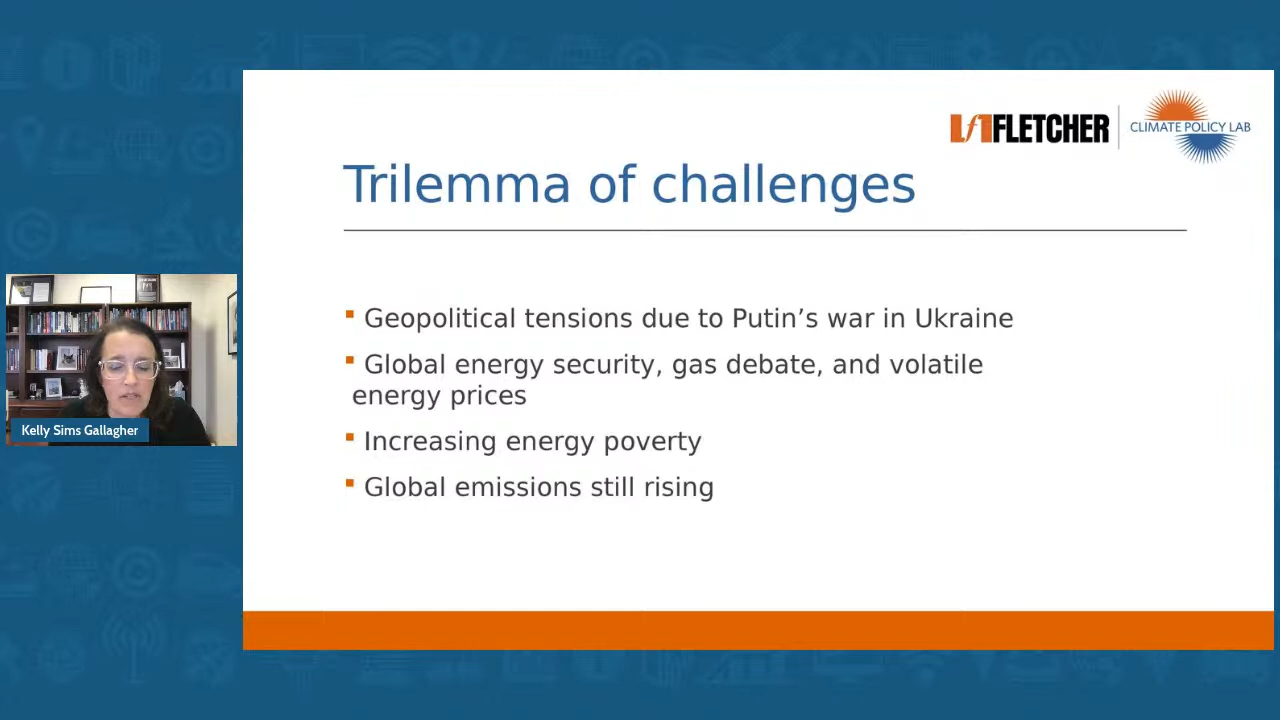 FLETCHER
CLIMATE POLICY LAB
Trilemma of challenges
Geopolitical tensions due to Putin’s war in Ukraine
Global energy security, gas debate, and volatile
energy prices
Increasing energy poverty
Global emissions still rising
Kelly Sims Gallagher